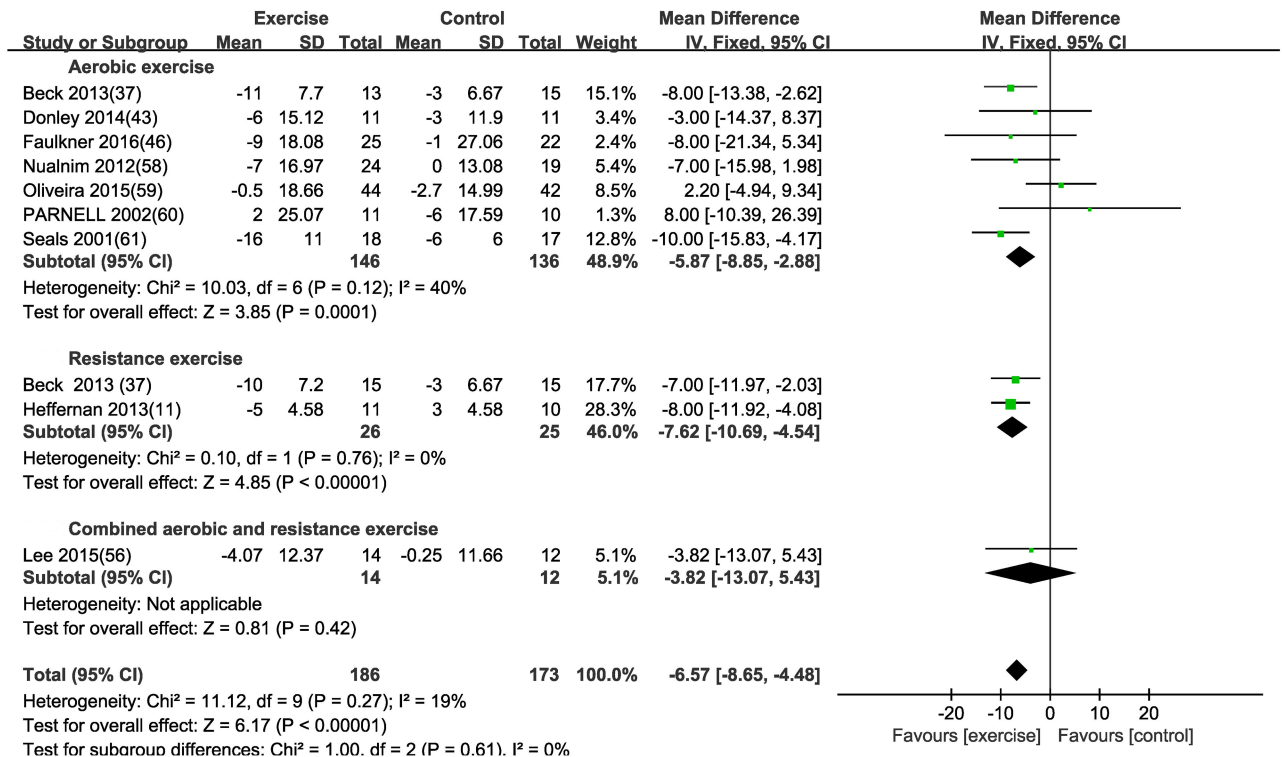 Exercise Control Mean Difference Mean Difference
Study or Subgroup Mean SD Total Mean SD Total Weight IV, Fixed, 95% CI IV, Fixed, 95% CI
Aerobic exercise
Beck 2013(37) -11 7.7 13 -3 6.67 15 15.1% -8.00 [-13.38, -2.62]
Donley 2014(43) -6 15.12 11 -3 11.9 11 3.4% -3.00 [-14.37, 8.37]
Faulkner 2016(46) -9 18.08 25 -1 27.06 22 2.4% -8.00 [-21.34, 5.34]
Nualnim 2012(58) -7 16.97 24 0 13.08 19 5.4% -7.00 [-15.98, 1.98]
Oliveira 2015(59) -0.5 18.66 44 -2.7 14.99 42 8.5% 2.20 [-4.94, 9.34]
PARNELL 2002(60) 2 25.07 11 -6 17.59 10 1.3% 8.00 [-10.39, 26.39]
Seals 2001(61) -16 11 18 -6 6 17 12.8% -10.00 [-15.83, -4.17]
Subtotal (95% CI) 146 136 48.9% -5.87 [-8.85, -2.88]
Heterogeneity: Chi² = 10.03, df = 6 (P = 0.12); I² = 40%
Test for overall effect: Z = 3.85 (P = 0.0001)
Resistance exercise
Beck 2013 (37) -10 7.2 15 -3 6.67 15 17.7% -7.00 [-11.97, -2.03]
Heffernan 2013(11) -5 4.58 11 3 4.58 10 28.3% -8.00 [-11.92, -4.08]
Subtotal (95% CI) 26 25 46.0% -7.62 [-10.69, -4.54]
Heterogeneity: Chi² = 0.10, df = 1 (P = 0.76); I² = 0%
Test for overall effect: Z = 4.85 (P < 0.00001)
Combined aerobic and resistance exercise
Lee 2015(56) -4.07 12.37 14 -0.25 11.66 12 5.1% -3.82 [-13.07, 5.43]
Subtotal (95% CI) 14 12 5.1% -3.82 [-13.07, 5.43]
Heterogeneity: Not applicable
Test for overall effect: Z = 0.81 (P = 0.42)
Total (95% CI) 186 173 100.0% -6.57 [-8.65, -4.48]
Heterogeneity: Chi² = 11.12, df = 9 (P = 0.27); I² = 19%
Test for overall effect: Z = 6.17 (P < 0.00001)
Test for subgroup differences: Chi² = 1.00, df = 2 (P = 0.61), I² = 0%
-20 -10 0 10 20
Favours [exercise] Favours [control]